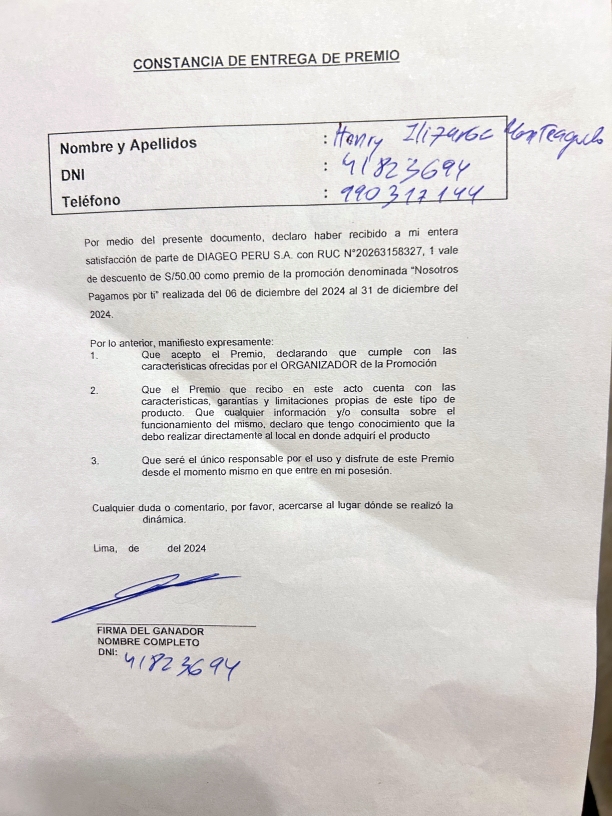 CONSTANCIA DE ENTREGA DE PREMIO
Nombre y Apellidos : Henry Monteagudo
DNI : 41823694
Teléfono : 990317144
Por medio del presente documento, declaro haber recibido a mi entera
satisfacción de parte de DIAGEO PERU S.A. con RUC N°20263158327, 1 vale
de descuento de S/50.00 como premio de la promoción denominada "Nosotros
Pagamos por ti" realizada del 06 de diciembre del 2024 al 31 de diciembre del
2024.
Por lo anterior, manifiesto expresamente:
1. Que acepto el Premio, declarando que cumple con las
características ofrecidas por el ORGANIZADOR de la Promoción
2. Que el Premio que recibo en este acto cuenta con las
características, garantías y limitaciones propias de este tipo de
producto. Que cualquier información y/o consulta sobre el
funcionamiento del mismo, declaro que tengo conocimiento que la
debo realizar directamente al local en donde adquirí el producto
3. Que seré el único responsable por el uso y disfrute de este Premio
desde el momento mismo en que entre en mi posesión.
Cualquier duda o comentario, por favor, acercarse al lugar dónde se realizó la
dinámica.
Lima, de del 2024
FIRMA DEL GANADOR
NOMBRE COMPLETO
DNI: 41823694